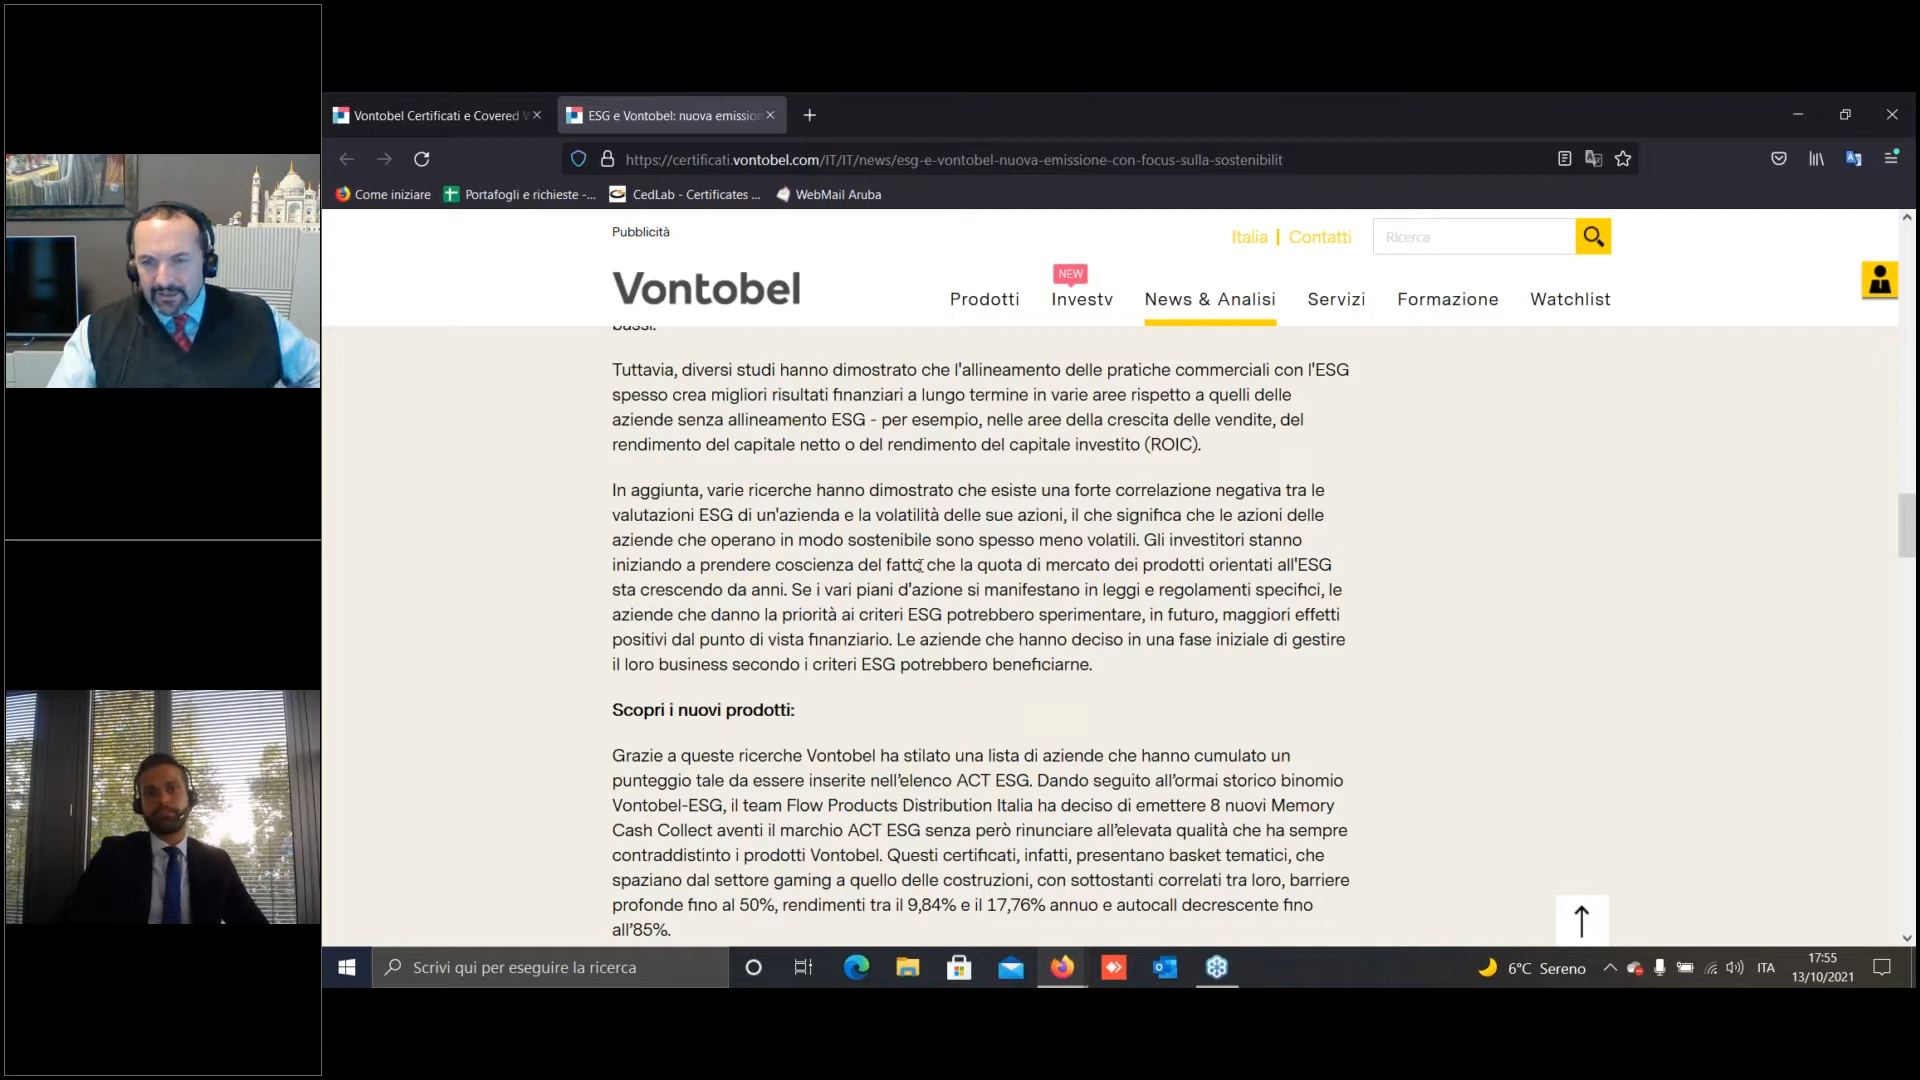 Vontobel Certificati e Covered
ESG e Vontobel: nuova emission
https://certificati.vontobel.com/IT/IT/news/esg-e-vontobel-nuova-emissione-con-focus-sulla-sostenibilit
Come iniziare
Portafogli e richieste -...
CedLab - Certificates ...
WebMail Aruba
Pubblicità
Italia | Contatti
Ricerca
NEW
Vontobel
Prodotti
Investv
News & Analisi
Servizi
Formazione
Watchlist
bassi.
Tuttavia, diversi studi hanno dimostrato che l'allineamento delle pratiche commerciali con l'ESG
spesso crea migliori risultati finanziari a lungo termine in varie aree rispetto a quelli delle
aziende senza allineamento ESG - per esempio, nelle aree della crescita delle vendite, del
rendimento del capitale netto o del rendimento del capitale investito (ROIC).
In aggiunta, varie ricerche hanno dimostrato che esiste una forte correlazione negativa tra le
valutazioni ESG di un'azienda e la volatilità delle sue azioni, il che significa che le azioni delle
aziende che operano in modo sostenibile sono spesso meno volatili. Gli investitori stanno
iniziando a prendere coscienza del fatto che la quota di mercato dei prodotti orientati all'ESG
sta crescendo da anni. Se i vari piani d'azione si manifestano in leggi e regolamenti specifici, le
aziende che danno la priorità ai criteri ESG potrebbero sperimentare, in futuro, maggiori effetti
positivi dal punto di vista finanziario. Le aziende che hanno deciso in una fase iniziale di gestire
il loro business secondo i criteri ESG potrebbero beneficiarne.
Scopri i nuovi prodotti:
Grazie a queste ricerche Vontobel ha stilato una lista di aziende che hanno cumulato un
punteggio tale da essere inserite nell’elenco ACT ESG. Dando seguito all’ormai storico binomio
Vontobel-ESG, il team Flow Products Distribution Italia ha deciso di emettere 8 nuovi Memory
Cash Collect aventi il marchio ACT ESG senza però rinunciare all’elevata qualità che ha sempre
contraddistinto i prodotti Vontobel. Questi certificati, infatti, presentano basket tematici, che
spaziano dal settore gaming a quello delle costruzioni, con sottostanti correlati tra loro, barriere
profonde fino al 50%, rendimenti tra il 9,84% e il 17,76% annuo e autocall decrescente fino
all’85%.
Scrivi qui per eseguire la ricerca
6°C Sereno
ITA
17:55
13/10/2021